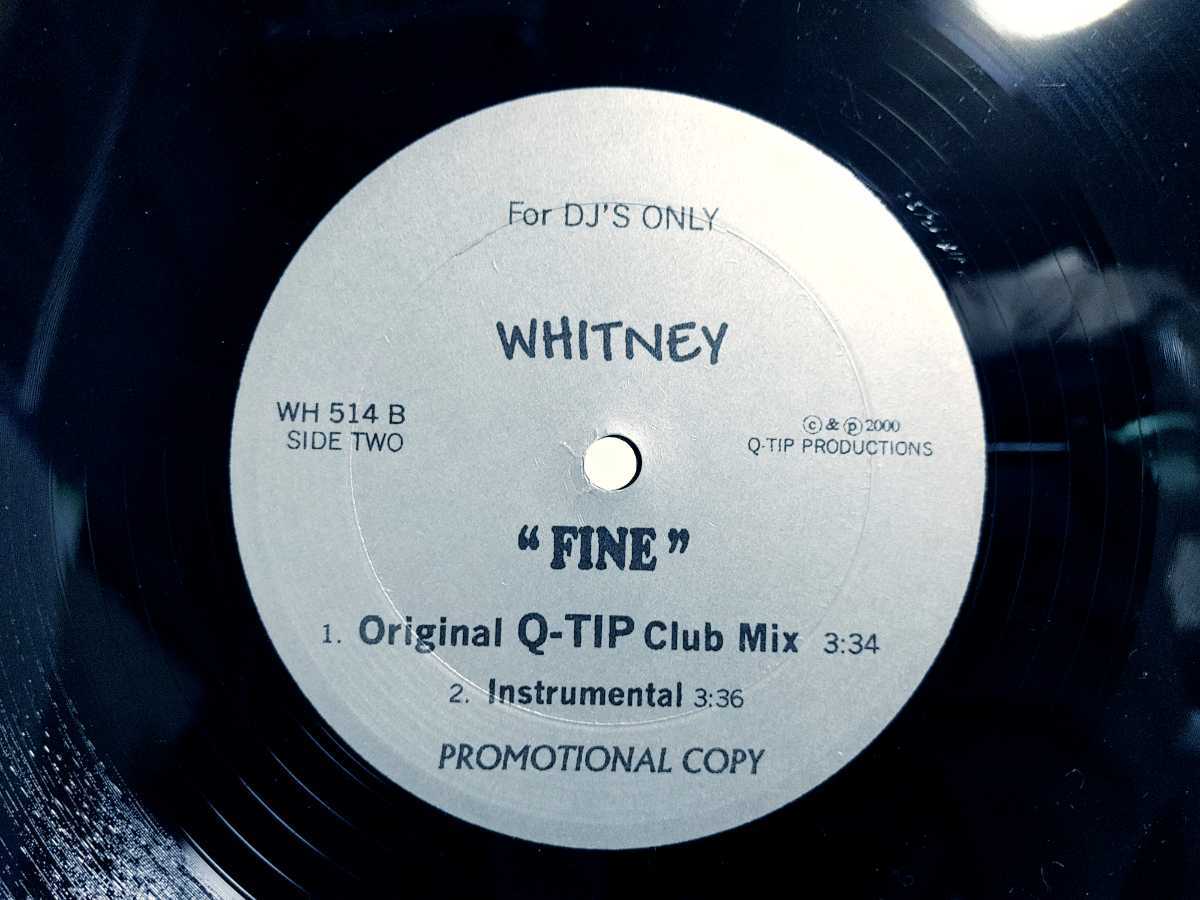 For DJ'S ONLY
WHITNEY
WH 514 B
SIDE TWO
©&℗2000
Q-TIP PRODUCTIONS
“FINE”
1. Original Q-TIP Club Mix 3:34
2. Instrumental 3:36
PROMOTIONAL COPY